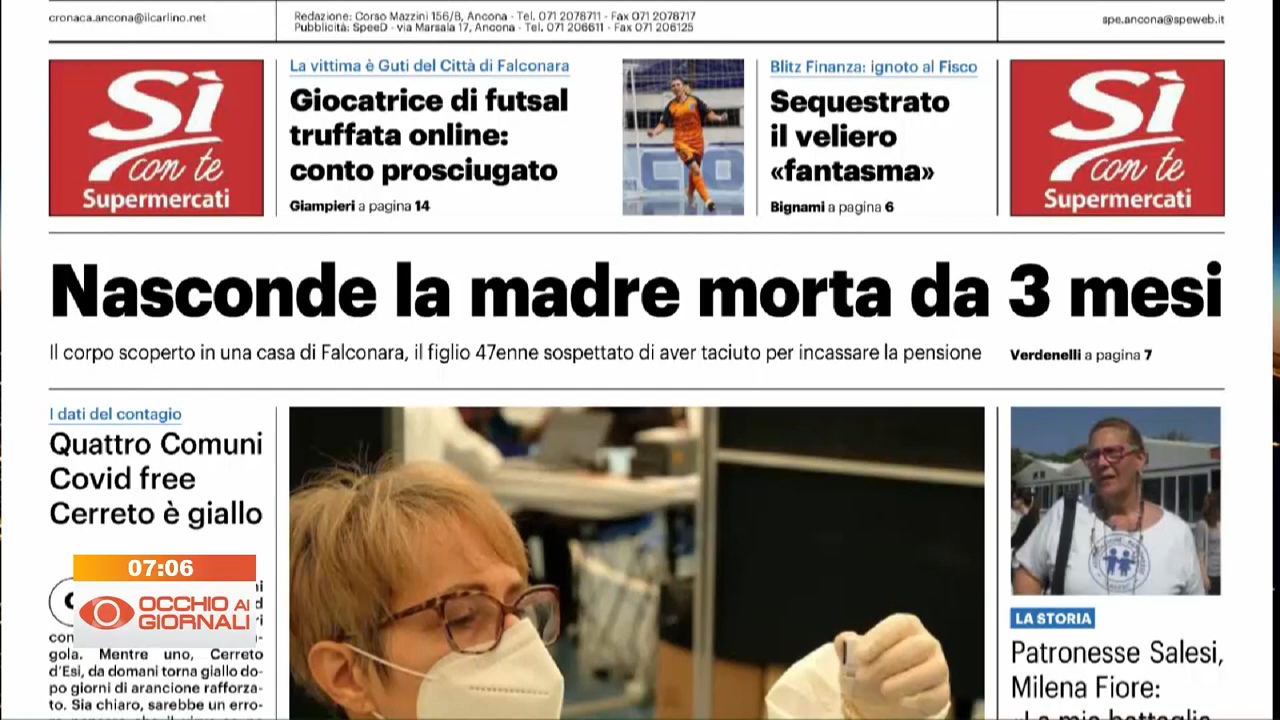 cronaca.ancona@ilcarlino.net
Redazione: Corso Mazzini 156/B, Ancona - Tel. 071 2078711 - Fax 071 2078717
Pubblicità: SpeeD - via Marsala 17, Ancona - Tel. 071 206611 - Fax 071 206125
spe.ancona@speweb.it
Sì
con te
Supermercati
La vittima è Guti del Città di Falconara
Giocatrice di futsal
truffata online:
conto prosciugato
Giampieri a pagina 14
Blitz Finanza: ignoto al Fisco
Sequestrato
il veliero
«fantasma»
Bignami a pagina 6
Sì
con te
Supermercati
Nasconde la madre morta da 3 mesi
Il corpo scoperto in una casa di Falconara, il figlio 47enne sospettato di aver taciuto per incassare la pensione
Verdenelli a pagina 7
I dati del contagio
Quattro Comuni
Covid free
Cerreto è giallo
07:06
OCCHIO AI
GIORNALI
gola. Mentre uno, Cerreto
d'Esi, da domani torna giallo do-
po giorni di arancione rafforza-
to. Sia chiaro, sarebbe un erro-
LA STORIA
Patronesse Salesi,
Milena Fiore:
«La mia battaglia